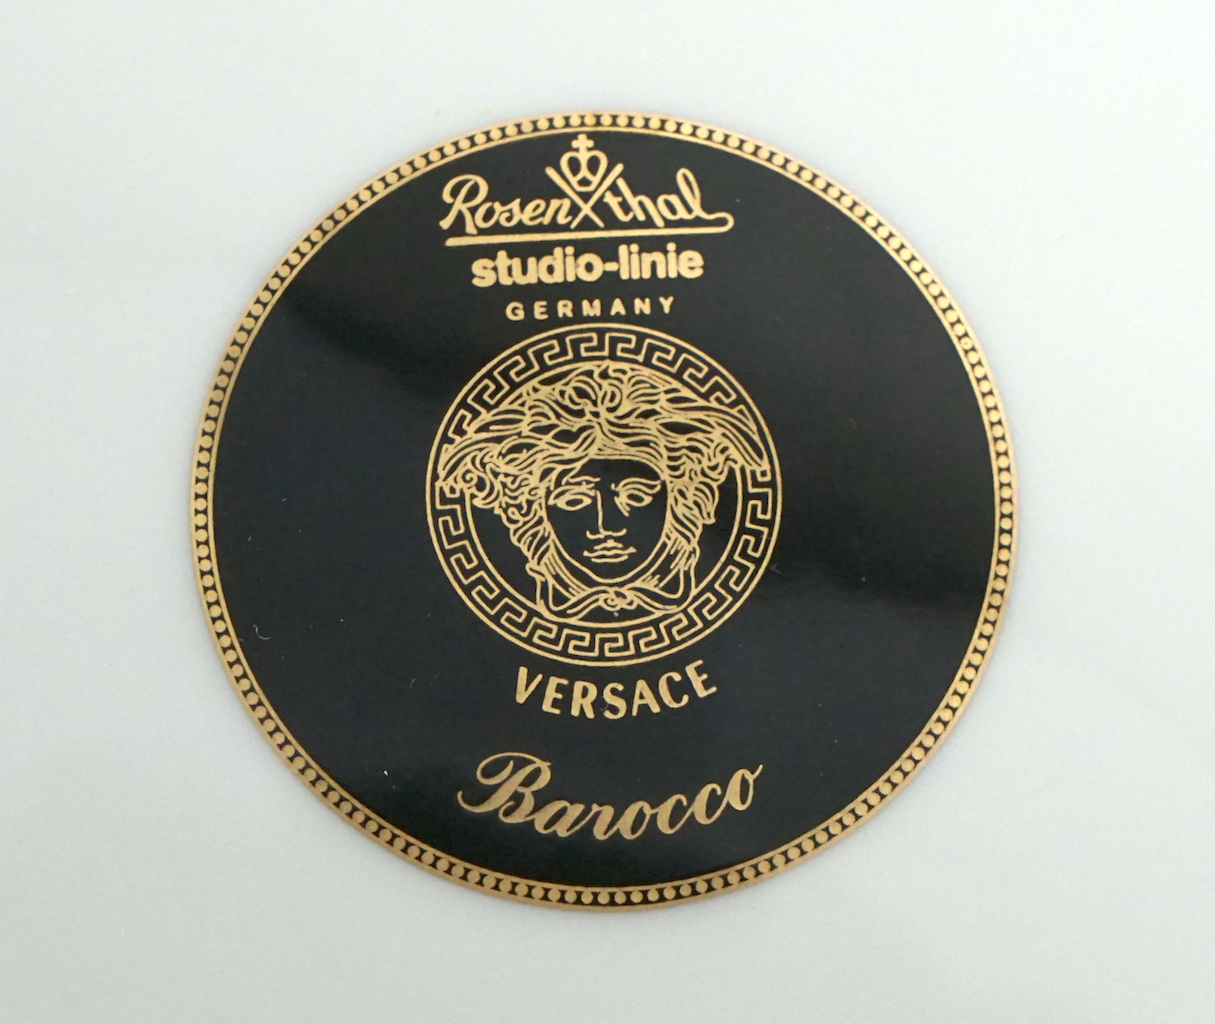 Rosenthal
studio-linie
GERMANY
VERSACE
Barocco